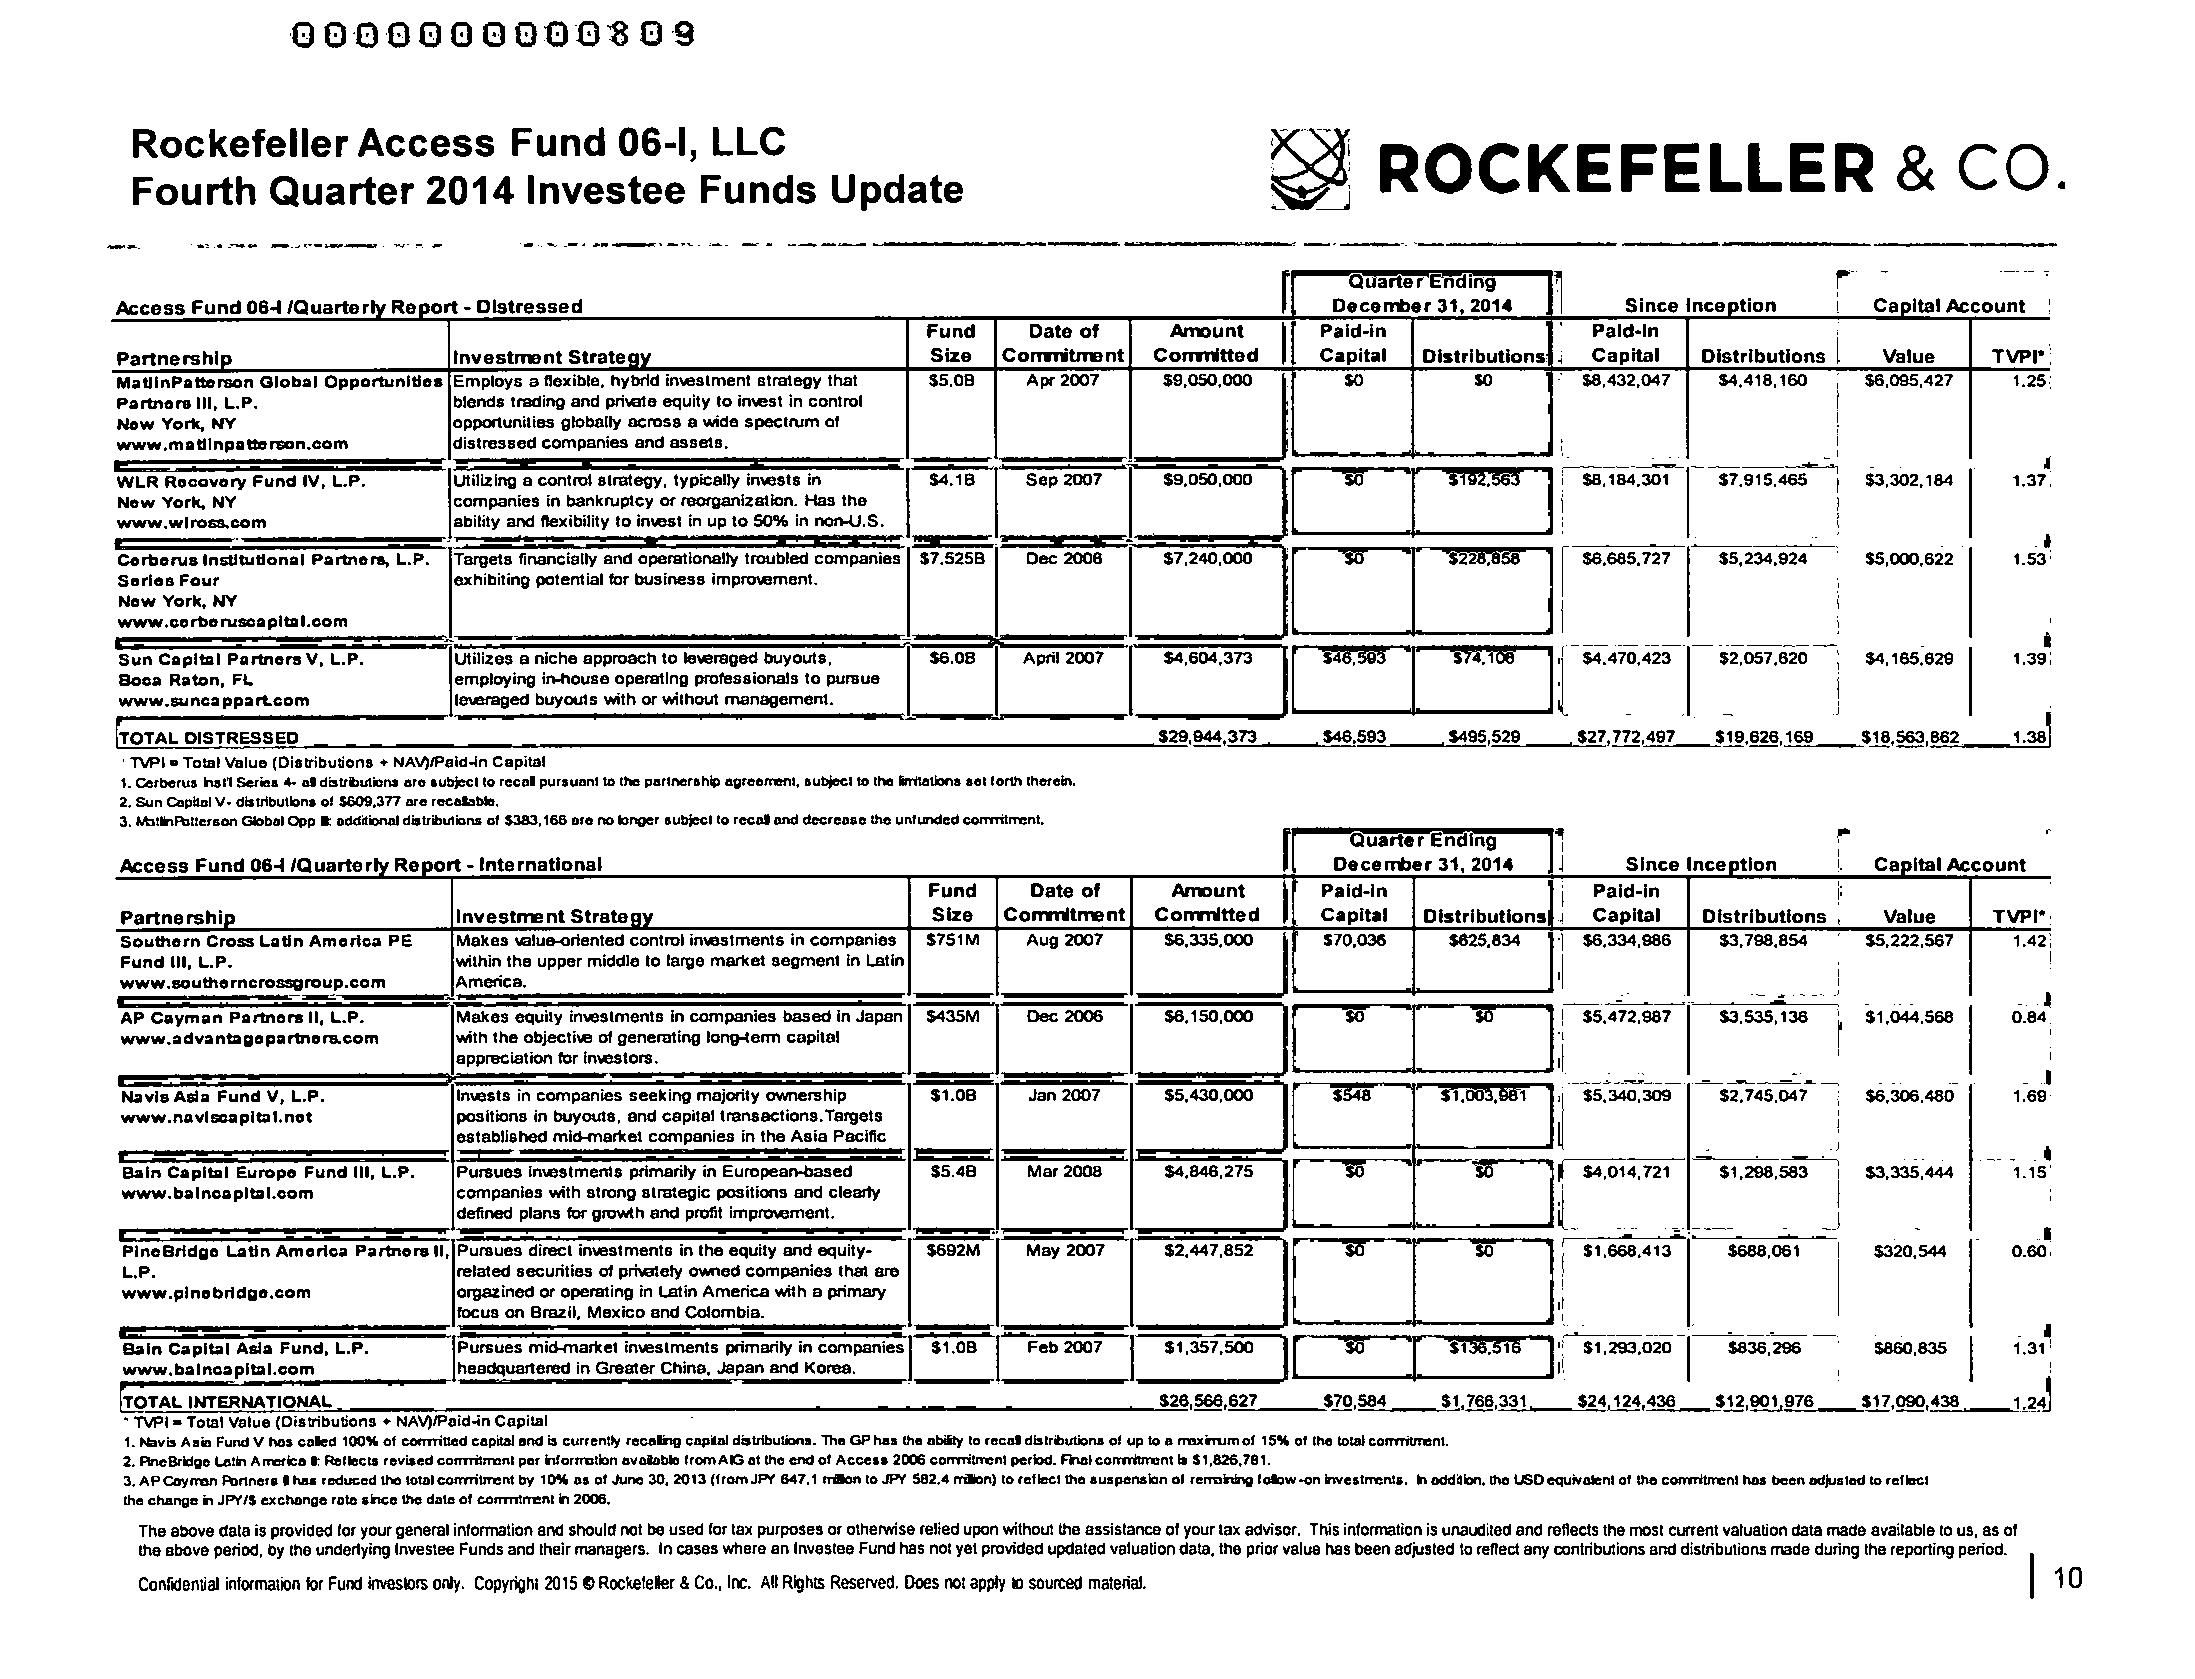 0000000000809
Rockefeller Access Fund 06-I, LLC
Fourth Quarter 2014 Investee Funds Update
ROCKEFELLER & CO.
Access Fund 06-I /Quarterly Report - Distressed
Quarter Ending December 31, 2014 Since Inception Capital Account
Partnership Investment Strategy Fund Size Date of Commitment Amount Committed Paid-in Capital Distributions Paid-in Capital Distributions Value TVPI*
MatlinPatterson Global Opportunities Employs a flexible, hybrid investment strategy that $5.0B Apr 2007 $9,050,000 $0 $0 $8,432,047 $4,418,160 $6,095,427 1.25
Partners III, L.P. blends trading and private equity to invest in control
New York, NY opportunities globally across a wide spectrum of
www.matlinpatterson.com distressed companies and assets.
WLR Recovery Fund IV, L.P. Utilizing a control strategy, typically invests in $4.1B Sep 2007 $9,050,000 $0 $192,563 $8,184,301 $7,915,465 $3,302,184 1.37
New York, NY companies in bankruptcy or reorganization. Has the
www.wlross.com ability and flexibility to invest in up to 50% in non-U.S.
Cerberus Institutional Partners, L.P. Targets financially and operationally troubled companies $7.525B Dec 2006 $7,240,000 $0 $228,858 $6,685,727 $5,234,924 $5,000,622 1.53
Series Four exhibiting potential for business improvement.
New York, NY
www.cerberuscapital.com
Sun Capital Partners V, L.P. Utilizes a niche approach to leveraged buyouts, $6.0B April 2007 $4,604,373 $46,593 $74,108 $4,470,423 $2,057,620 $4,165,629 1.39
Boca Raton, FL employing in-house operating professionals to pursue
www.suncappart.com leveraged buyouts with or without management.
TOTAL DISTRESSED $29,944,373 $46,593 $495,529 $27,772,497 $19,626,169 $18,563,862 1.38
* TVPI = Total Value (Distributions + NAV)/Paid-in Capital
1. Cerberus Inst'l Series 4- all distributions are subject to recall pursuant to the partnership agreement, subject to the limitations set forth therein.
2. Sun Capital V- distributions of $609,377 are recallable.
3. MatlinPatterson Global Opp III: additional distributions of $383,166 are no longer subject to recall and decrease the unfunded commitment.
Access Fund 06-I /Quarterly Report - International
Quarter Ending December 31, 2014 Since Inception Capital Account
Partnership Investment Strategy Fund Size Date of Commitment Amount Committed Paid-in Capital Distributions Paid-in Capital Distributions Value TVPI*
Southern Cross Latin America PE Makes value-oriented control investments in companies $751M Aug 2007 $6,335,000 $70,036 $625,834 $6,334,986 $3,798,854 $5,222,567 1.42
Fund III, L.P. within the upper middle to large market segment in Latin
www.southerncrossgroup.com America.
AP Cayman Partners II, L.P. Makes equity investments in companies based in Japan $435M Dec 2006 $6,150,000 $0 $0 $5,472,987 $3,535,136 $1,044,568 0.84
www.advantagepartners.com with the objective of generating long-term capital
appreciation for investors.
Navis Asia Fund V, L.P. Invests in companies seeking majority ownership $1.0B Jan 2007 $5,430,000 $548 $1,003,981 $5,340,309 $2,745,047 $6,306,480 1.69
www.naviscapital.net positions in buyouts, and capital transactions.Targets
established mid-market companies in the Asia Pacific
Bain Capital Europe Fund III, L.P. Pursues investments primarily in European-based $5.4B Mar 2008 $4,846,275 $0 $0 $4,014,721 $1,298,583 $3,335,444 1.15
www.baincapital.com companies with strong strategic positions and clearly
defined plans for growth and profit improvement.
PineBridge Latin America Partners II, Pursues direct investments in the equity and equity- $692M May 2007 $2,447,852 $0 $0 $1,668,413 $688,061 $320,544 0.60
L.P. related securities of privately owned companies that are
www.pinebridge.com orgazined or operating in Latin America with a primary
focus on Brazil, Mexico and Colombia.
Bain Capital Asia Fund, L.P. Pursues mid-market investments primarily in companies $1.0B Feb 2007 $1,357,500 $0 $136,516 $1,293,020 $836,296 $860,835 1.31
www.baincapital.com headquartered in Greater China, Japan and Korea.
TOTAL INTERNATIONAL $26,566,627 $70,584 $1,766,331 $24,124,436 $12,901,976 $17,090,438 1.24
* TVPI = Total Value (Distributions + NAV)/Paid-in Capital
1. Navis Asia Fund V has called 100% of committed capital and is currently recalling capital distributions. The GP has the ability to recall distributions of up to a maximum of 15% of the total commitment.
2. PineBridge Latin America II: Reflects revised commitment per information available from AIG at the end of Access 2006 commitment period. Final commitment is $1,826,781.
3. AP Cayman Partners II has reduced the total commitment by 10% as of June 30, 2013 (from JPY 647.1 million to JPY 582.4 million) to reflect the suspension of remaining follow-on investments. In addition, the USD equivalent of the commitment has been adjusted to reflect
the change in JPY/$ exchange rate since the date of commitment in 2006.
The above data is provided for your general information and should not be used for tax purposes or otherwise relied upon without the assistance of your tax advisor. This information is unaudited and reflects the most current valuation data made available to us, as of
the above period, by the underlying Investee Funds and their managers. In cases where an Investee Fund has not yet provided updated valuation data, the prior value has been adjusted to reflect any contributions and distributions made during the reporting period.
Confidential information for Fund investors only. Copyright 2015 © Rockefeller & Co., Inc. All Rights Reserved. Does not apply to sourced material.
10